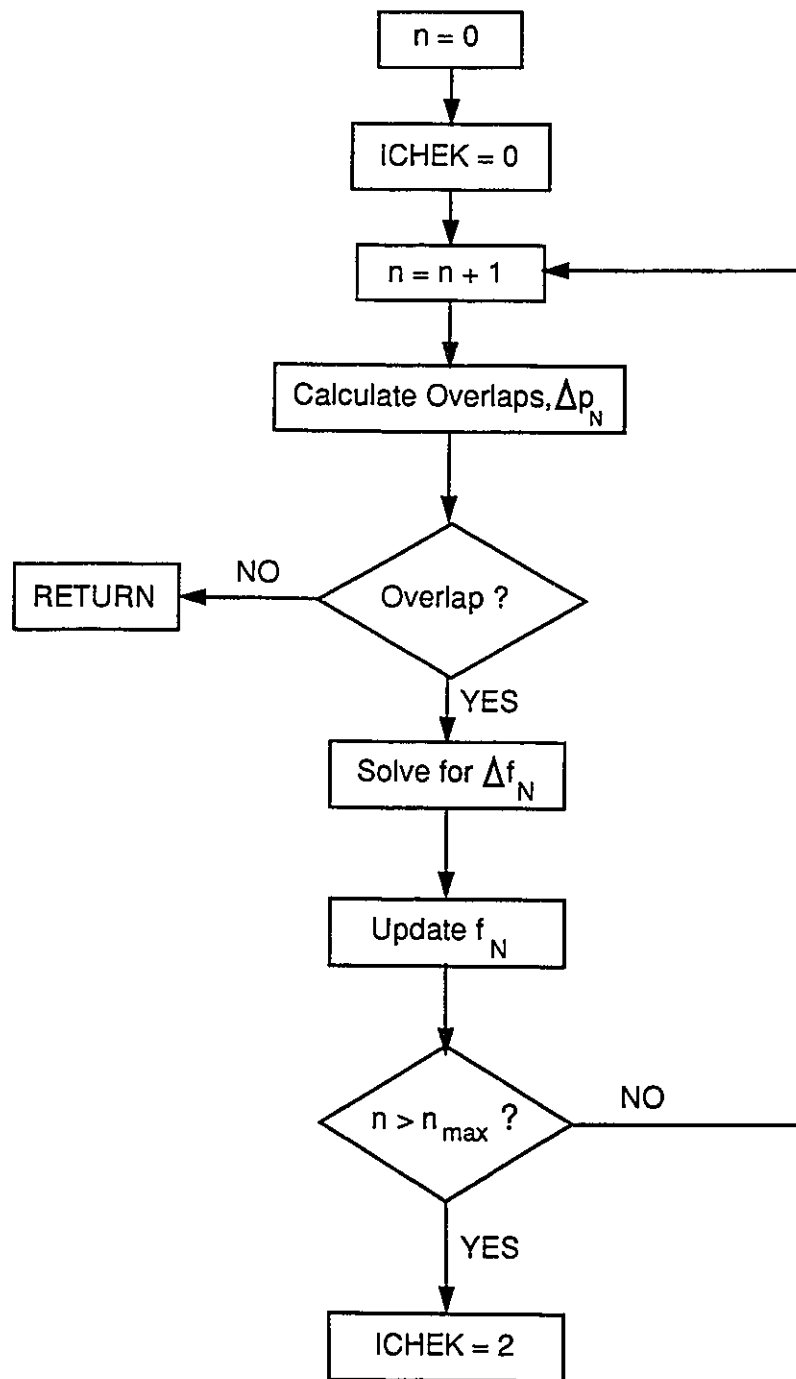 n = 0
ICHEK = 0
n = n + 1
Calculate Overlaps, Δp_N
NO
RETURN
Overlap ?
YES
Solve for Δf_N
Update f_N
n > n_max ?
NO
YES
ICHEK = 2